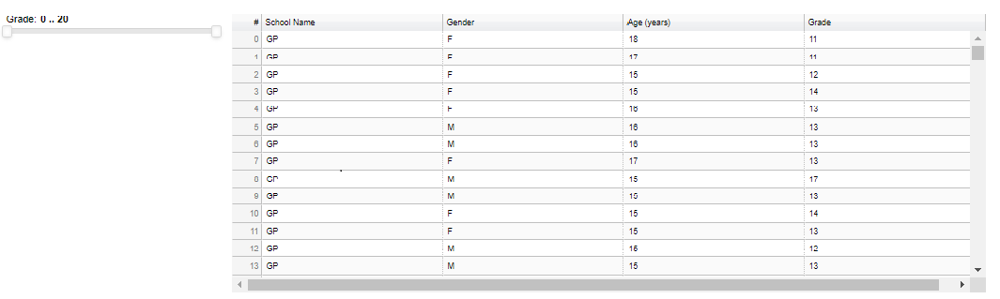 Grade: 0 .. 20
# School Name Gender Age (years) Grade
0 GP F 18 11
1 GP F 17 11
2 GP F 15 12
3 GP F 15 14
4 GP F 16 13
5 GP M 16 13
6 GP M 16 13
7 GP F 17 13
8 GP M 15 17
9 GP M 15 13
10 GP F 15 14
11 GP F 15 13
12 GP M 15 12
13 GP M 15 13